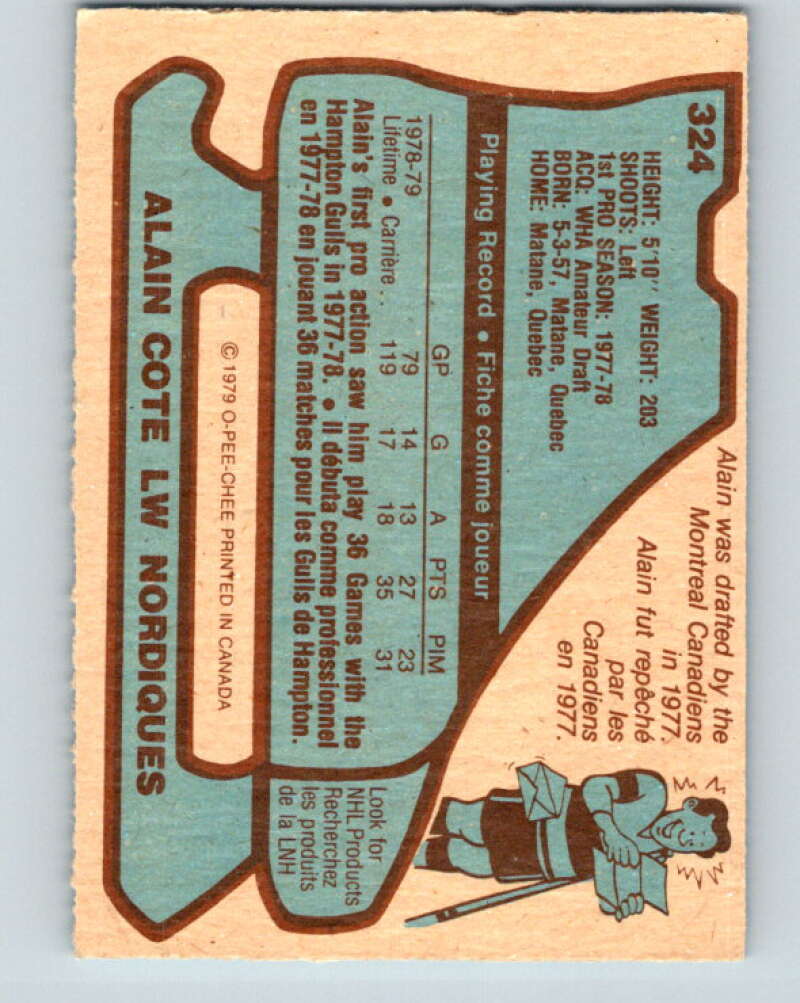 324
HEIGHT: 5'10" WEIGHT: 203
SHOOTS: Left
1st PRO SEASON: 1977-78
ACQ: WHA Amateur Draft
BORN: 5-3-57, Matane, Quebec
HOME: Matane, Quebec
Alain was drafted by the
Montreal Canadiens
in 1977.
Alain fut repêché
par les
Canadiens
en 1977.
Playing Record • Fiche comme joueur
GP G A PTS PIM
1978-79 79 14 13 27 23
Lifetime • Carrière... 119 17 18 35 31
Alain's first pro action saw him play 36 Games with the
Hampton Gulls in 1977-78. • Il débuta comme professionnel
en 1977-78 en jouant 36 matches pour les Gulls de Hampton.
Look for
NHL Products
Recherchez
les produits
de la LNH
© 1979 O-PEE-CHEE PRINTED IN CANADA
ALAIN COTE LW NORDIQUES